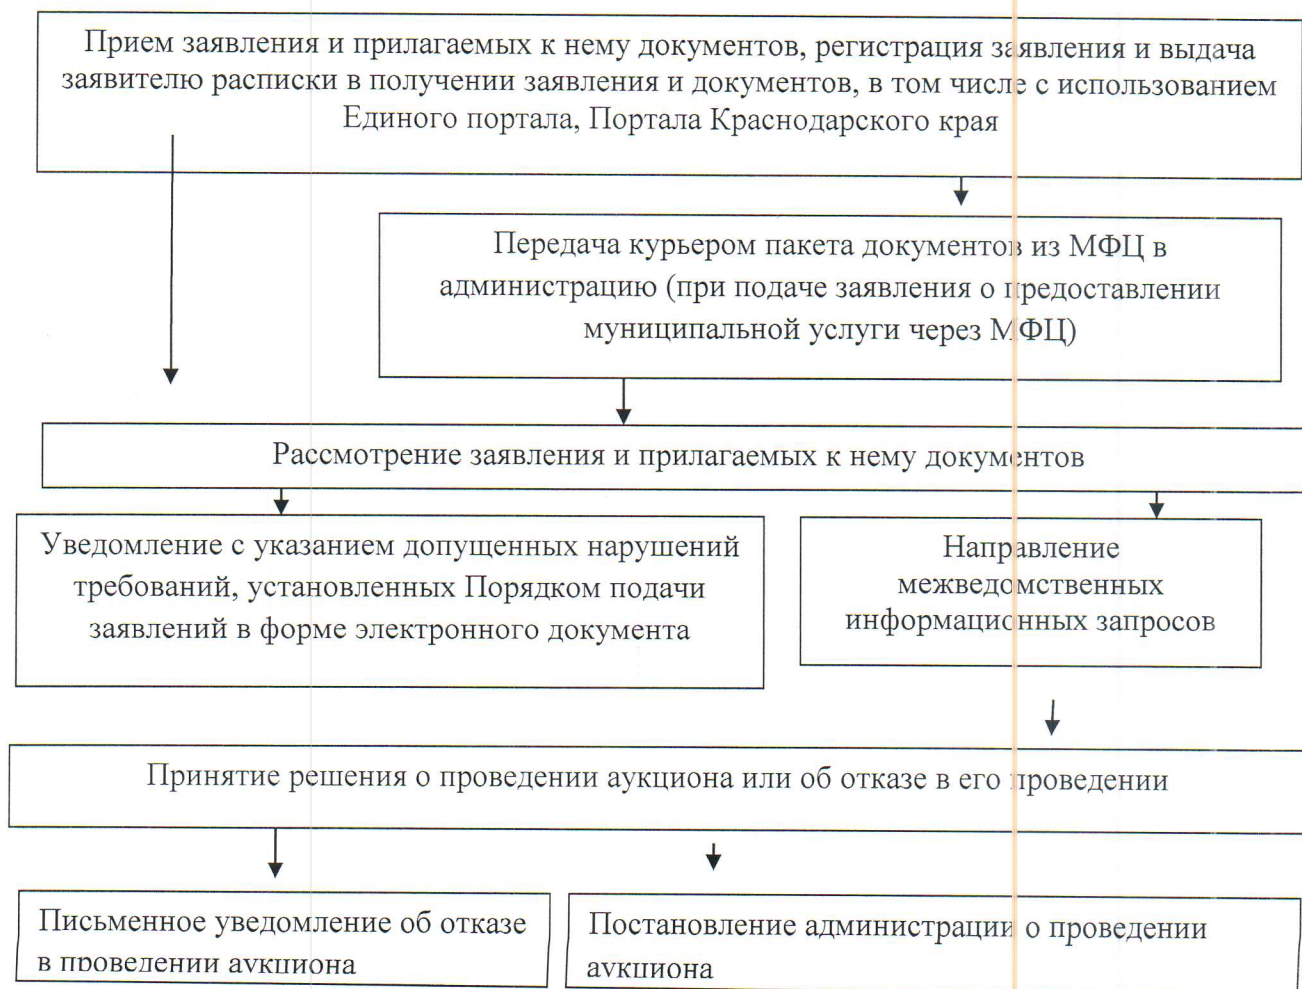 Прием заявления и прилагаемых к нему документов, регистрация заявления и выдача
заявителю расписки в получении заявления и документов, в том числе с использованием
Единого портала, Портала Краснодарского края
Передача курьером пакета документов из МФЦ в
администрацию (при подаче заявления о предоставлении
муниципальной услуги через МФЦ)
Рассмотрение заявления и прилагаемых к нему документов
Уведомление с указанием допущенных нарушений
требований, установленных Порядком подачи
заявлений в форме электронного документа
Направление
межведомственных
информационных запросов
Принятие решения о проведении аукциона или об отказе в его проведении
Письменное уведомление об отказе
в проведении аукциона
Постановление администрации о проведении
аукциона